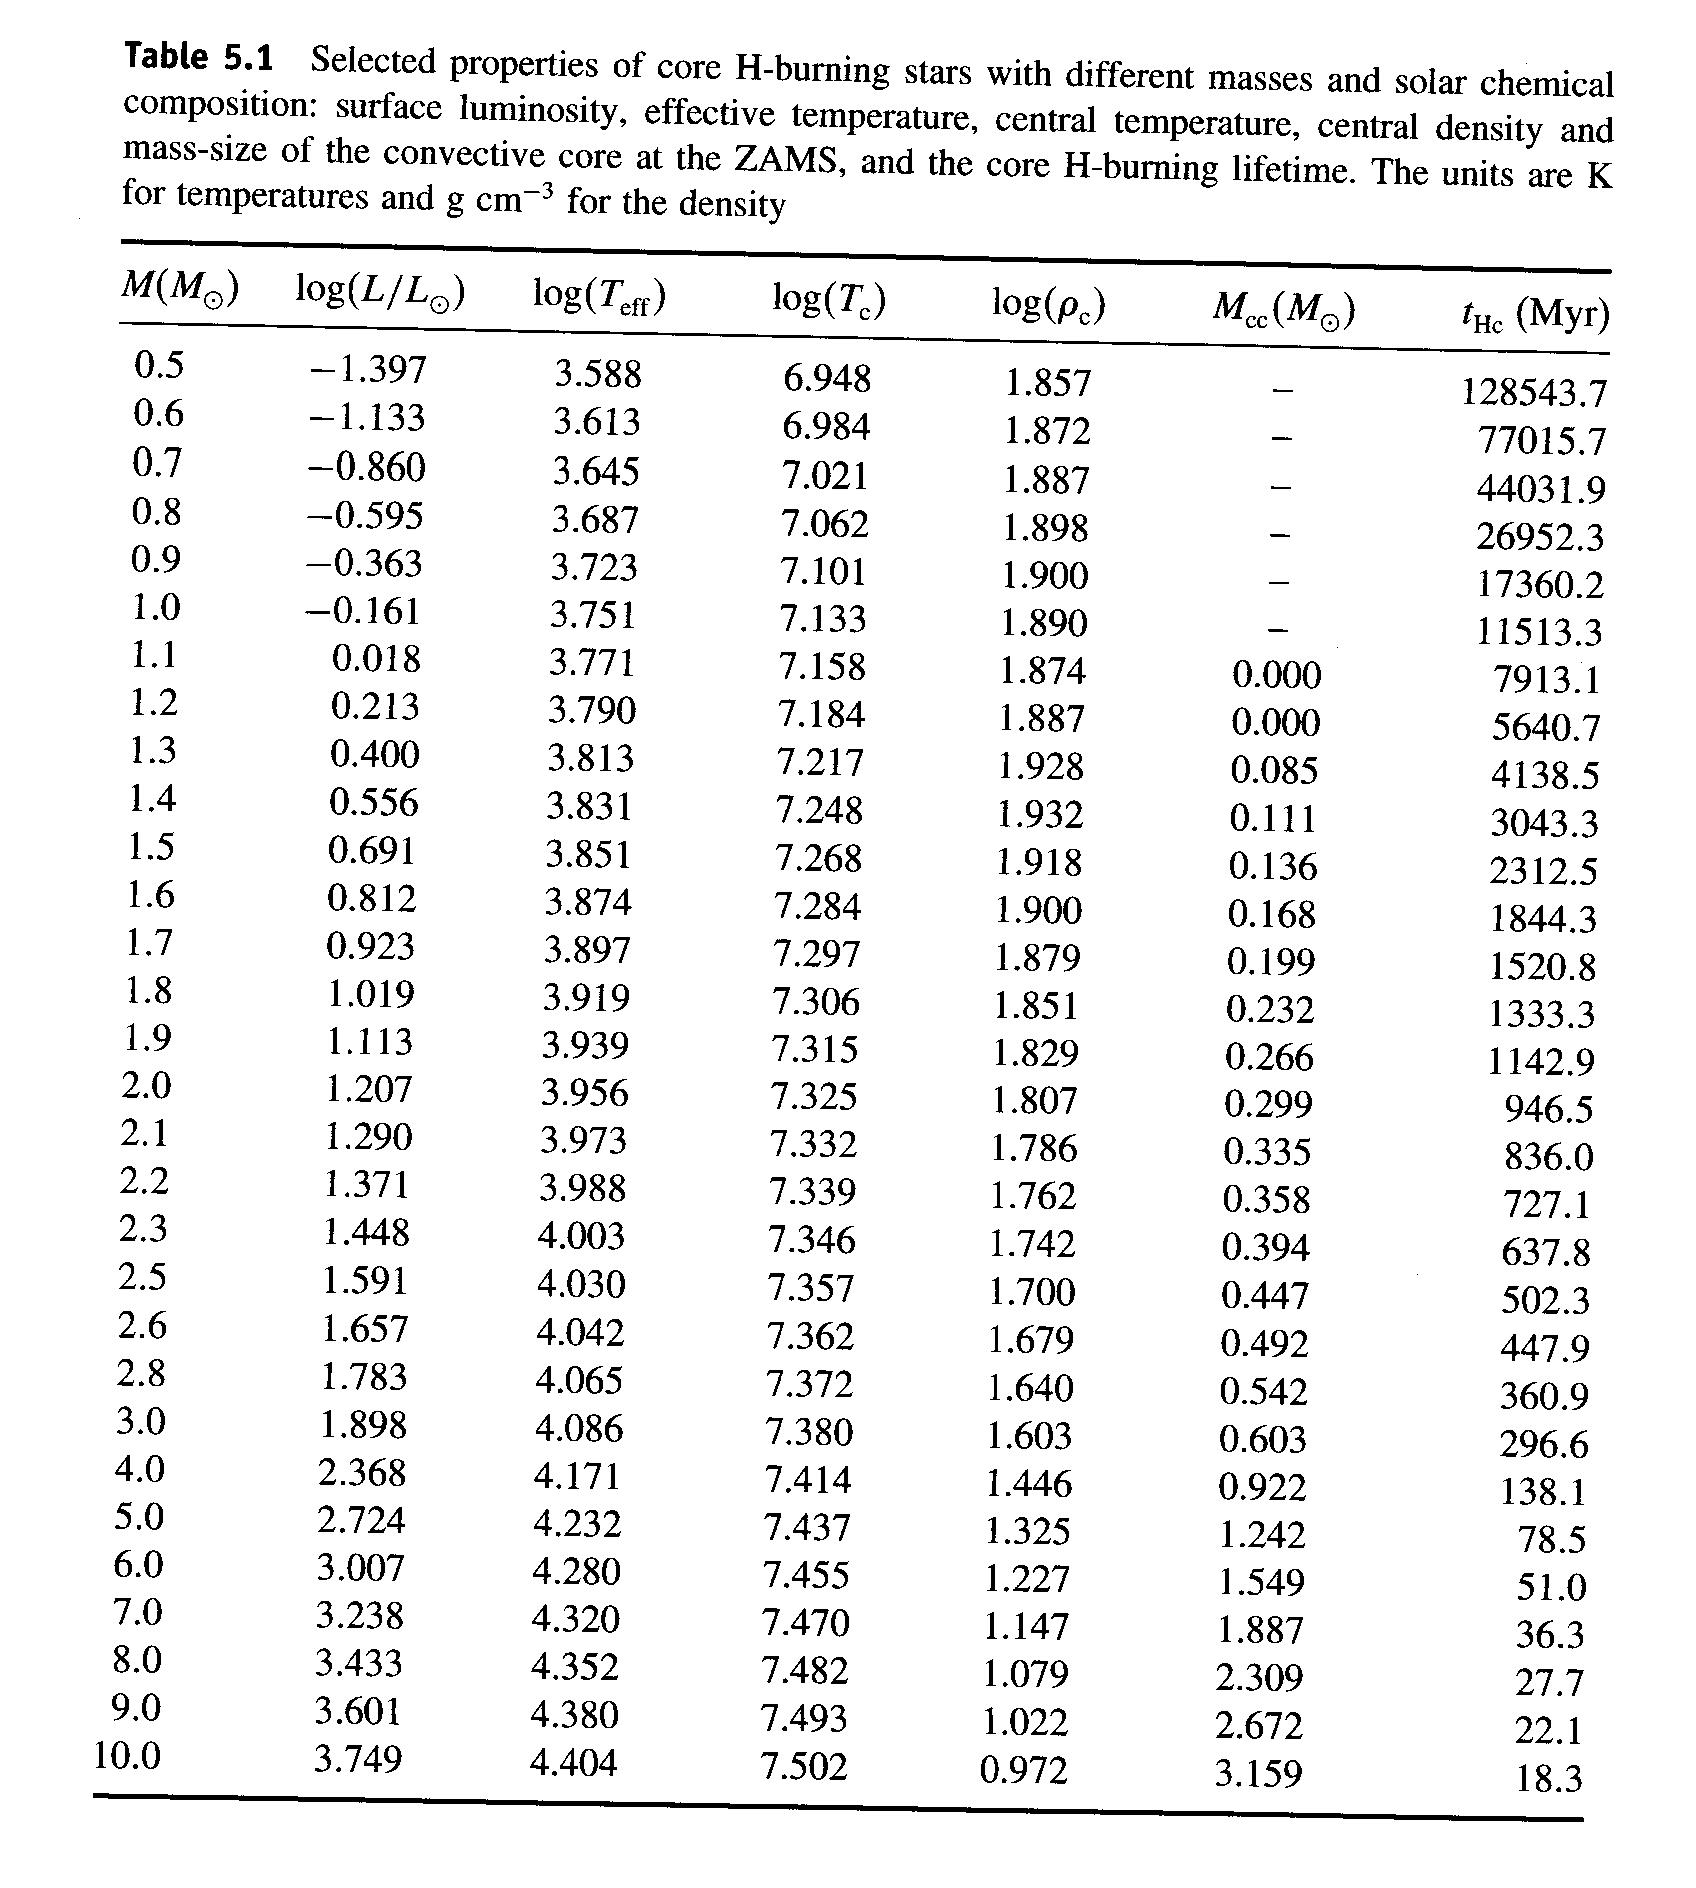 Table 5.1 Selected properties of core H-burning stars with different masses and solar chemical
composition: surface luminosity, effective temperature, central temperature, central density and
mass-size of the convective core at the ZAMS, and the core H-burning lifetime. The units are K
for temperatures and g cm⁻³ for the density
M(M⊙) log(L/L⊙) log(Teff) log(Tc) log(ρc) Mcc(M⊙) tHc (Myr)
0.5 −1.397 3.588 6.948 1.857 – 128543.7
0.6 −1.133 3.613 6.984 1.872 – 77015.7
0.7 −0.860 3.645 7.021 1.887 – 44031.9
0.8 −0.595 3.687 7.062 1.898 – 26952.3
0.9 −0.363 3.723 7.101 1.900 – 17360.2
1.0 −0.161 3.751 7.133 1.890 – 11513.3
1.1 0.018 3.771 7.158 1.874 0.000 7913.1
1.2 0.213 3.790 7.184 1.887 0.000 5640.7
1.3 0.400 3.813 7.217 1.928 0.085 4138.5
1.4 0.556 3.831 7.248 1.932 0.111 3043.3
1.5 0.691 3.851 7.268 1.918 0.136 2312.5
1.6 0.812 3.874 7.284 1.900 0.168 1844.3
1.7 0.923 3.897 7.297 1.879 0.199 1520.8
1.8 1.019 3.919 7.306 1.851 0.232 1333.3
1.9 1.113 3.939 7.315 1.829 0.266 1142.9
2.0 1.207 3.956 7.325 1.807 0.299 946.5
2.1 1.290 3.973 7.332 1.786 0.335 836.0
2.2 1.371 3.988 7.339 1.762 0.358 727.1
2.3 1.448 4.003 7.346 1.742 0.394 637.8
2.5 1.591 4.030 7.357 1.700 0.447 502.3
2.6 1.657 4.042 7.362 1.679 0.492 447.9
2.8 1.783 4.065 7.372 1.640 0.542 360.9
3.0 1.898 4.086 7.380 1.603 0.603 296.6
4.0 2.368 4.171 7.414 1.446 0.922 138.1
5.0 2.724 4.232 7.437 1.325 1.242 78.5
6.0 3.007 4.280 7.455 1.227 1.549 51.0
7.0 3.238 4.320 7.470 1.147 1.887 36.3
8.0 3.433 4.352 7.482 1.079 2.309 27.7
9.0 3.601 4.380 7.493 1.022 2.672 22.1
10.0 3.749 4.404 7.502 0.972 3.159 18.3